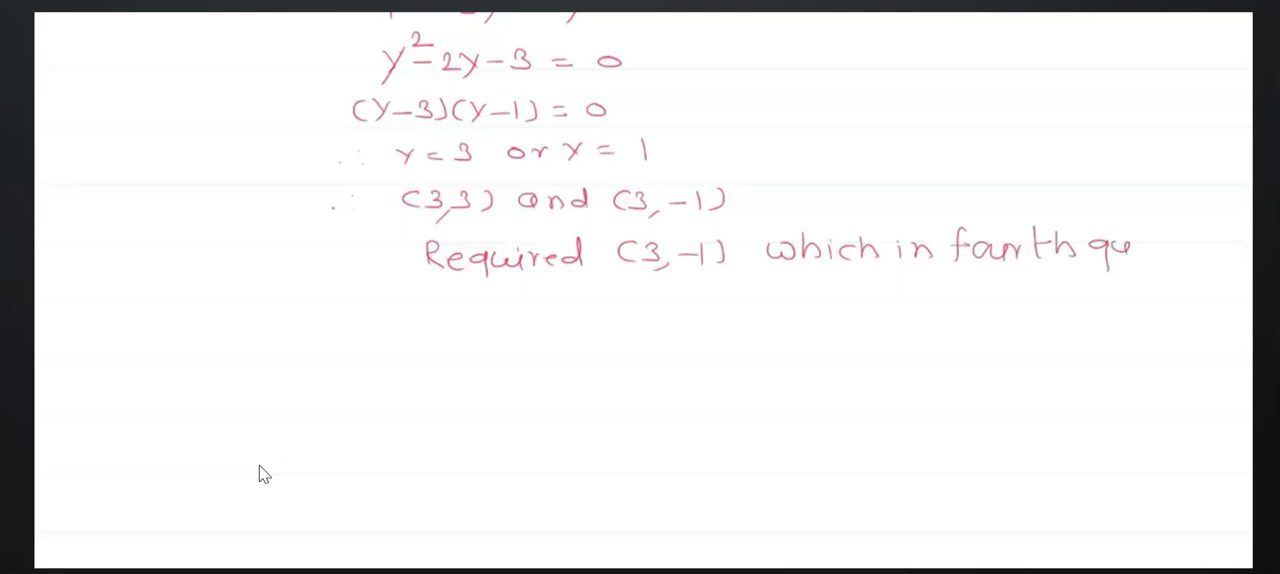 y²-2y-3 = 0
(y-3)(y-1) = 0
∴ y = 3 or y = 1
∴ (3,3) and (3,-1)
Required (3,-1) which in fourth qu